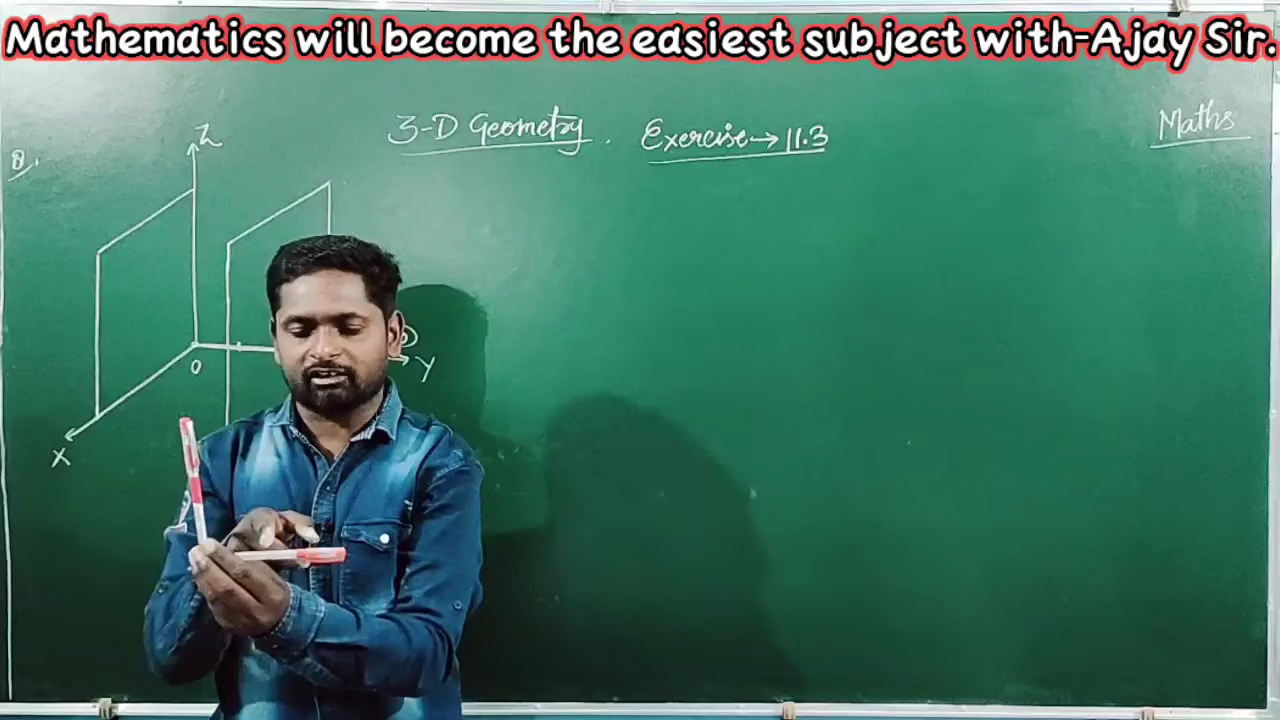 Mathematics will become the easiest subject with-Ajay Sir.
3-D Geometry. Exercise→11.3
Maths
Q.
Z
O
Y
X